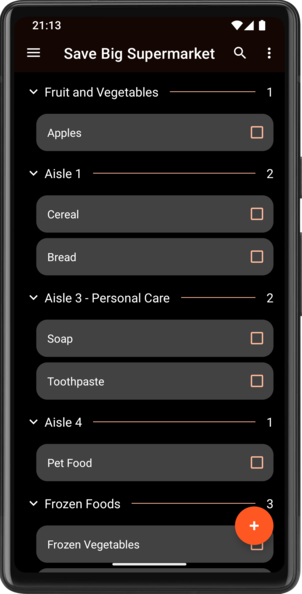 21:13
Save Big Supermarket
Fruit and Vegetables 1
Apples
Aisle 1 2
Cereal
Bread
Aisle 3 - Personal Care 2
Soap
Toothpaste
Aisle 4 1
Pet Food
Frozen Foods 3
+
Frozen Vegetables